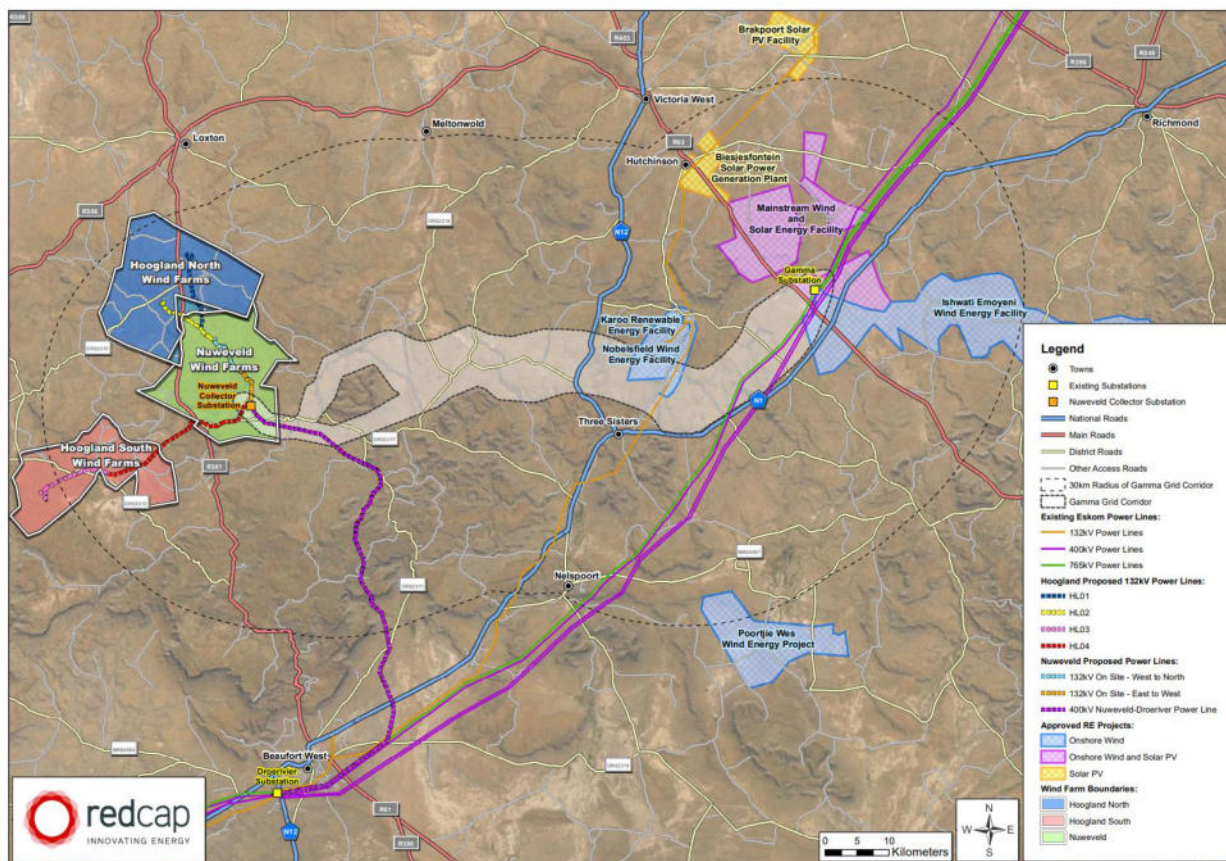 R403
R398
R348
N12
Brakpoort Solar
PV Facility
Victoria West
Meltonwold
Loxton
Richmond
R63
Hutchinson
Biesjesfontein
Solar Power
Generation Plant
Mainstream Wind
and
Solar Energy Facility
N12
Hoogland North
Wind Farms
Gamma
Substation
Ishwati Emoyeni
Wind Energy Facility
Karoo Renewable
Energy Facility
Nobelsfield Wind
Energy Facility
Nuweveld
Wind Farms
Nuweveld
Collector
Substation
N1
Three Sisters
Hoogland South
Wind Farms
R381
Nelspoort
Poortjie Wes
Wind Energy Project
Beaufort West
Droerivier
Substation
R61
N12
redcap
INNOVATING ENERGY
N
W E
S
0 5 10
Kilometers
Legend
Towns
Existing Substations
Nuweveld Collector Substation
National Roads
Main Roads
District Roads
Other Access Roads
30km Radius of Gamma Grid Corridor
Gamma Grid Corridor
Existing Eskom Power Lines:
132kV Power Lines
400kV Power Lines
765kV Power Lines
Hoogland Proposed 132kV Power Lines:
HL01
HL02
HL03
HL04
Nuweveld Proposed Power Lines:
132kV On Site - West to North
132kV On Site - East to West
400kV Nuweveld-Droerivier Power Line
Approved RE Projects:
Onshore Wind
Onshore Wind and Solar PV
Solar PV
Wind Farm Boundaries:
Hoogland North
Hoogland South
Nuweveld